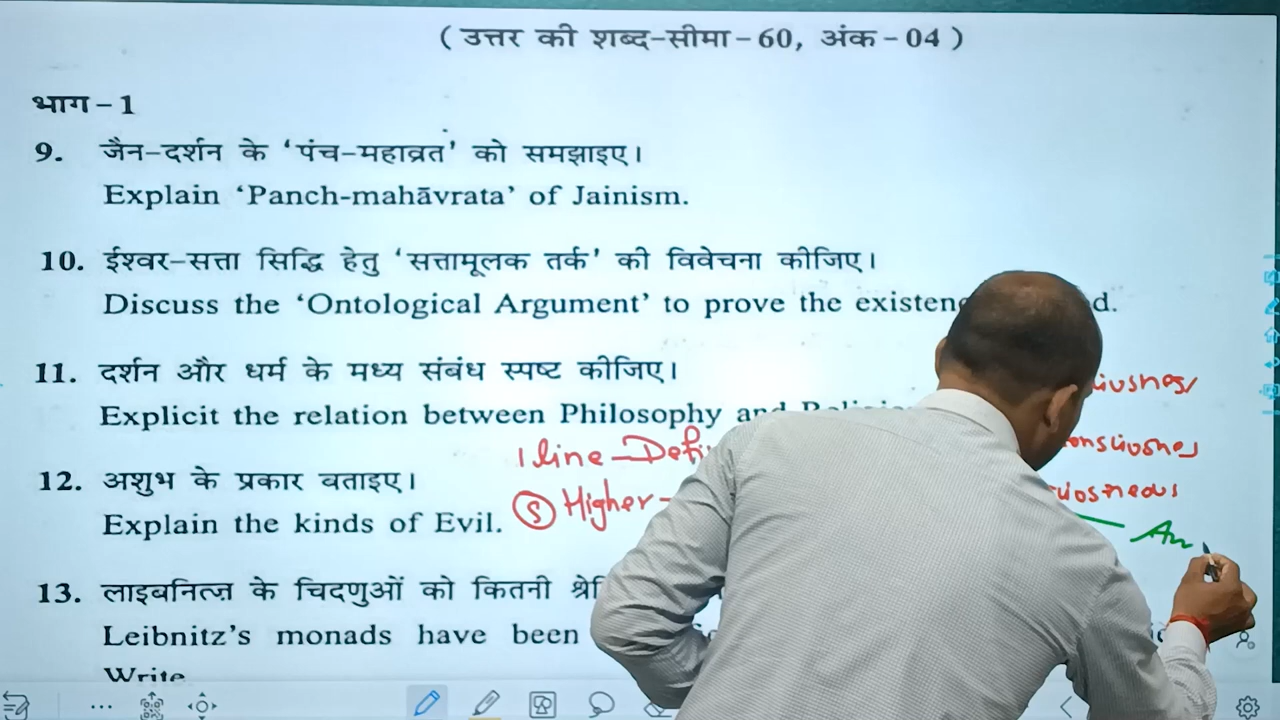 ( उत्तर की शब्द-सीमा - 60, अंक - 04 )
भाग - 1
9. जैन-दर्शन के ‘पंच-महाव्रत’ को समझाइए।
Explain ‘Panch-mahāvrata’ of Jainism.
10. ईश्वर-सत्ता सिद्धि हेतु ‘सत्तामूलक तर्क’ की विवेचना कीजिए।
Discuss the ‘Ontological Argument’ to prove the
11. दर्शन और धर्म के मध्य संबंध स्पष्ट कीजिए।
Explicit the relation between Philosophy and
1 line - Defi
12. अशुभ के प्रकार बताइए।
Explain the kinds of Evil.
Higher -
13. लाइबनित्ज़ के चिदणुओं को कितनी
Leibnitz’s monads have been
Write